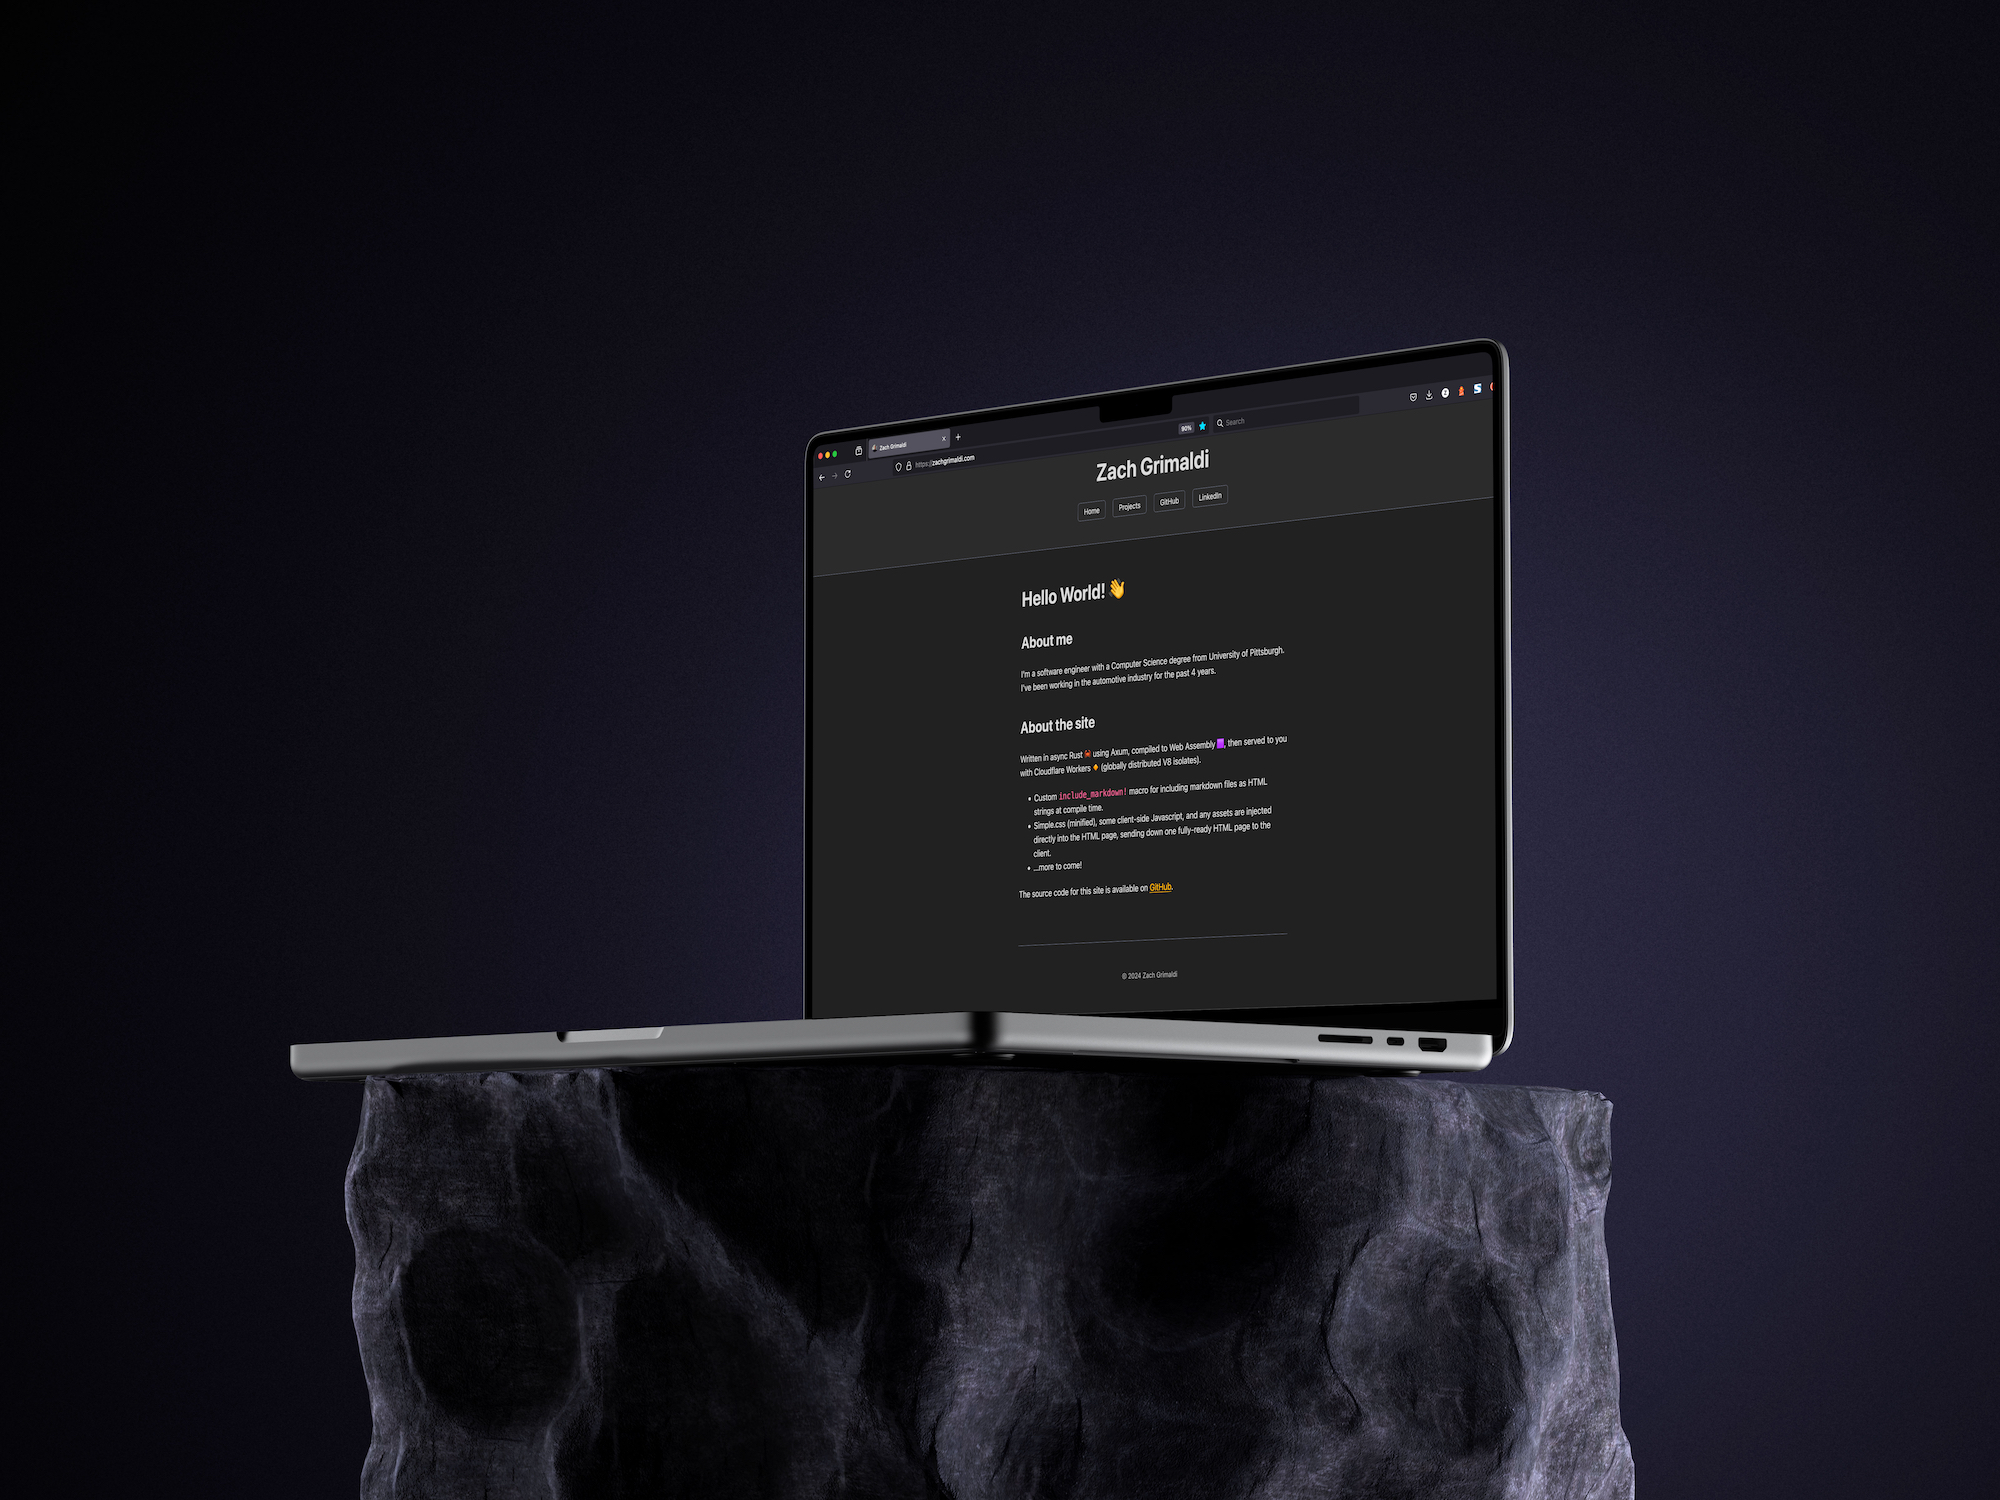 Zach Grimaldi
https://zachgrimaldi.com
90%
Search
Zach Grimaldi
Home Projects GitHub LinkedIn
Hello World! 👋
About me
I'm a software engineer with a Computer Science degree from University of Pittsburgh.
I've been working in the automotive industry for the past 4 years.
About the site
Written in async Rust 🦀 using Axum, compiled to Web Assembly 🟪, then served to you
with Cloudflare Workers 🔸 (globally distributed V8 isolates).
• Custom include_markdown! macro for including markdown files as HTML
strings at compile time.
• Simple.css (minified), some client-side Javascript, and any assets are injected
directly into the HTML page, sending down one fully-ready HTML page to the
client.
• ...more to come!
The source code for this site is available on GitHub.
© 2024 Zach Grimaldi